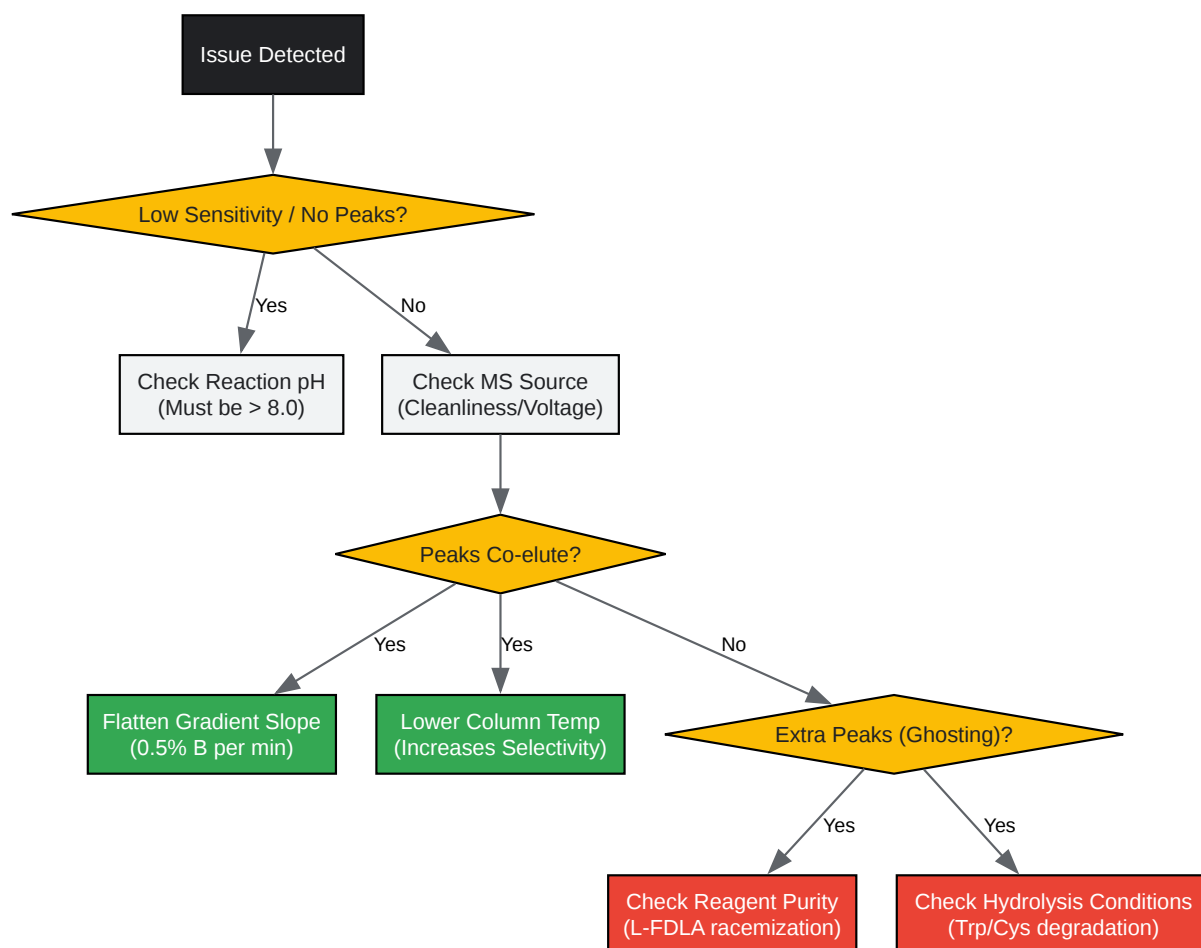 Issue Detected
Low Sensitivity / No Peaks?
Yes
No
Check Reaction pH
(Must be > 8.0)
Check MS Source
(Cleanliness/Voltage)
Peaks Co-elute?
Yes
Yes
No
Flatten Gradient Slope
(0.5% B per min)
Lower Column Temp
(Increases Selectivity)
Extra Peaks (Ghosting)?
Yes
Yes
Check Reagent Purity
(L-FDLA racemization)
Check Hydrolysis Conditions
(Trp/Cys degradation)